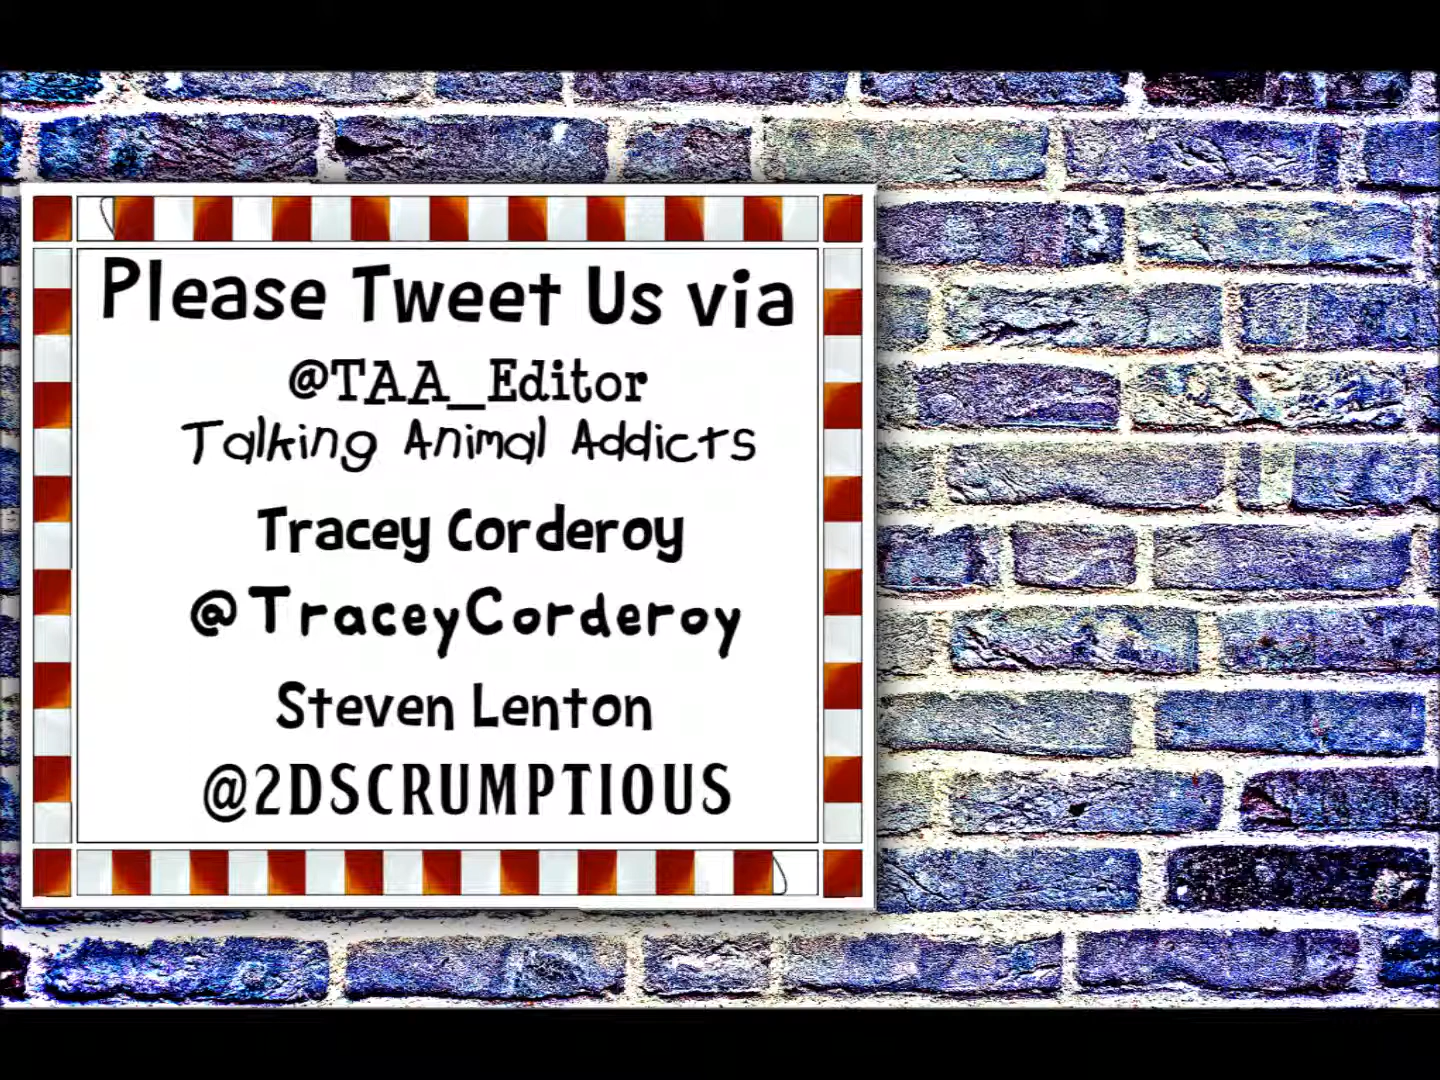 Please Tweet Us via
@TAA_Editor
Talking Animal Addicts
Tracey Corderoy
@TraceyCorderoy
Steven Lenton
@2DSCRUMPTIOUS